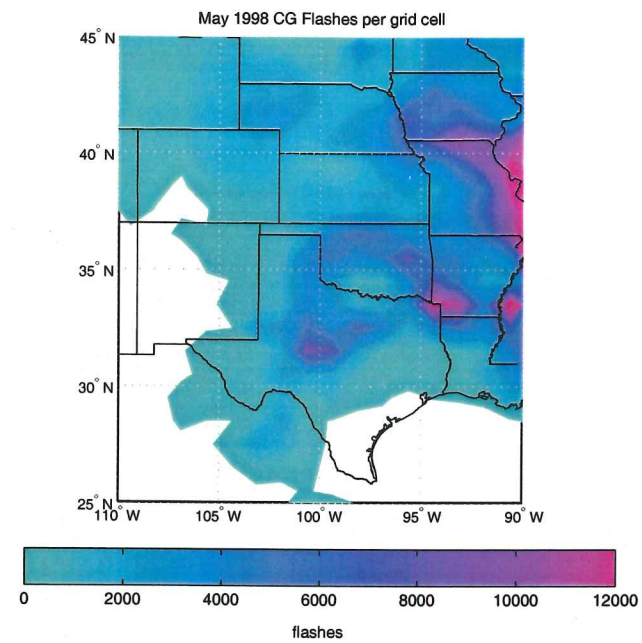 May 1998 CG Flashes per grid cell
45° N
40° N
35° N
30° N
25° N
110° W 105° W 100° W 95° W 90° W
0 2000 4000 6000 8000 10000 12000
flashes